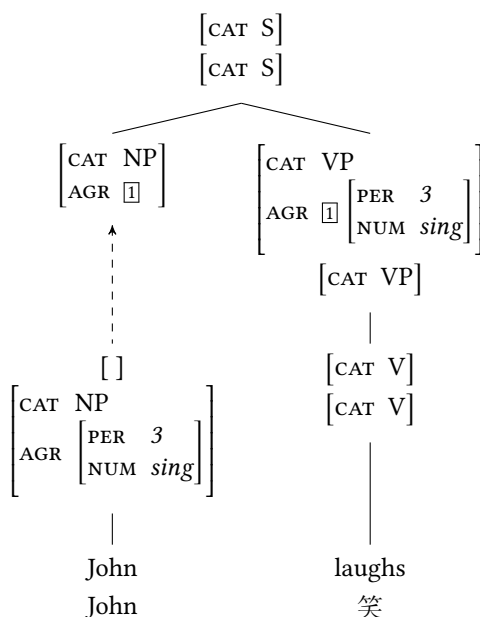 [CAT S]
[CAT S]
[CAT NP
AGR 1]
[CAT VP
AGR 1 [PER 3
NUM sing]]
[CAT VP]
[ ]
[CAT NP
AGR [PER 3
NUM sing]]
[CAT V]
[CAT V]
John
John
laughs
笑